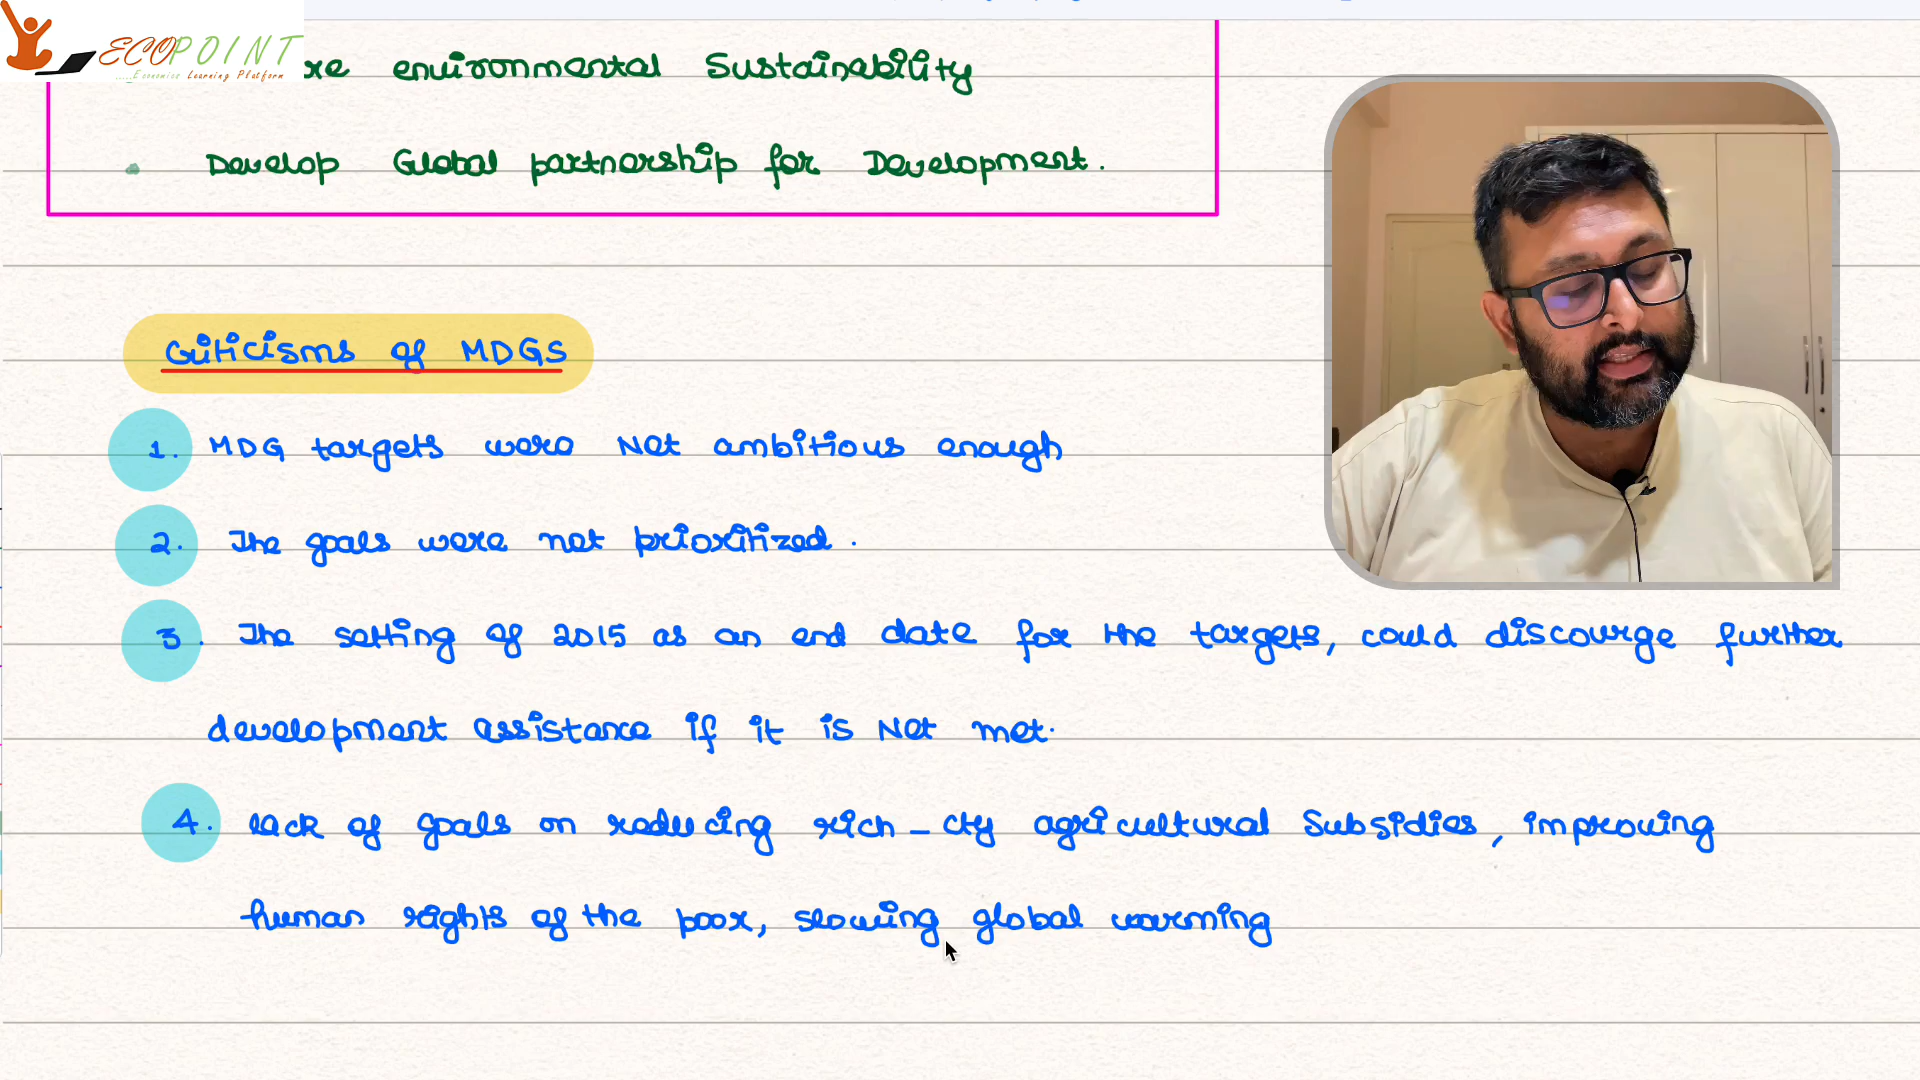 ECOPOINT
.....Economics Learning Platform
re environmental Sustainability
Develop Global partnership for Development.
Criticisms of MDGS
1. MDG targets were Not ambitious enough
2. The goals were not prioritized.
3. The setting of 2015 as an end date for the targets, could discourge further
development assistance if it is Not met.
4. lack of goals on reducing rich - cty agricultural Subsidies, improving
human rights of the poor, slowing global warming